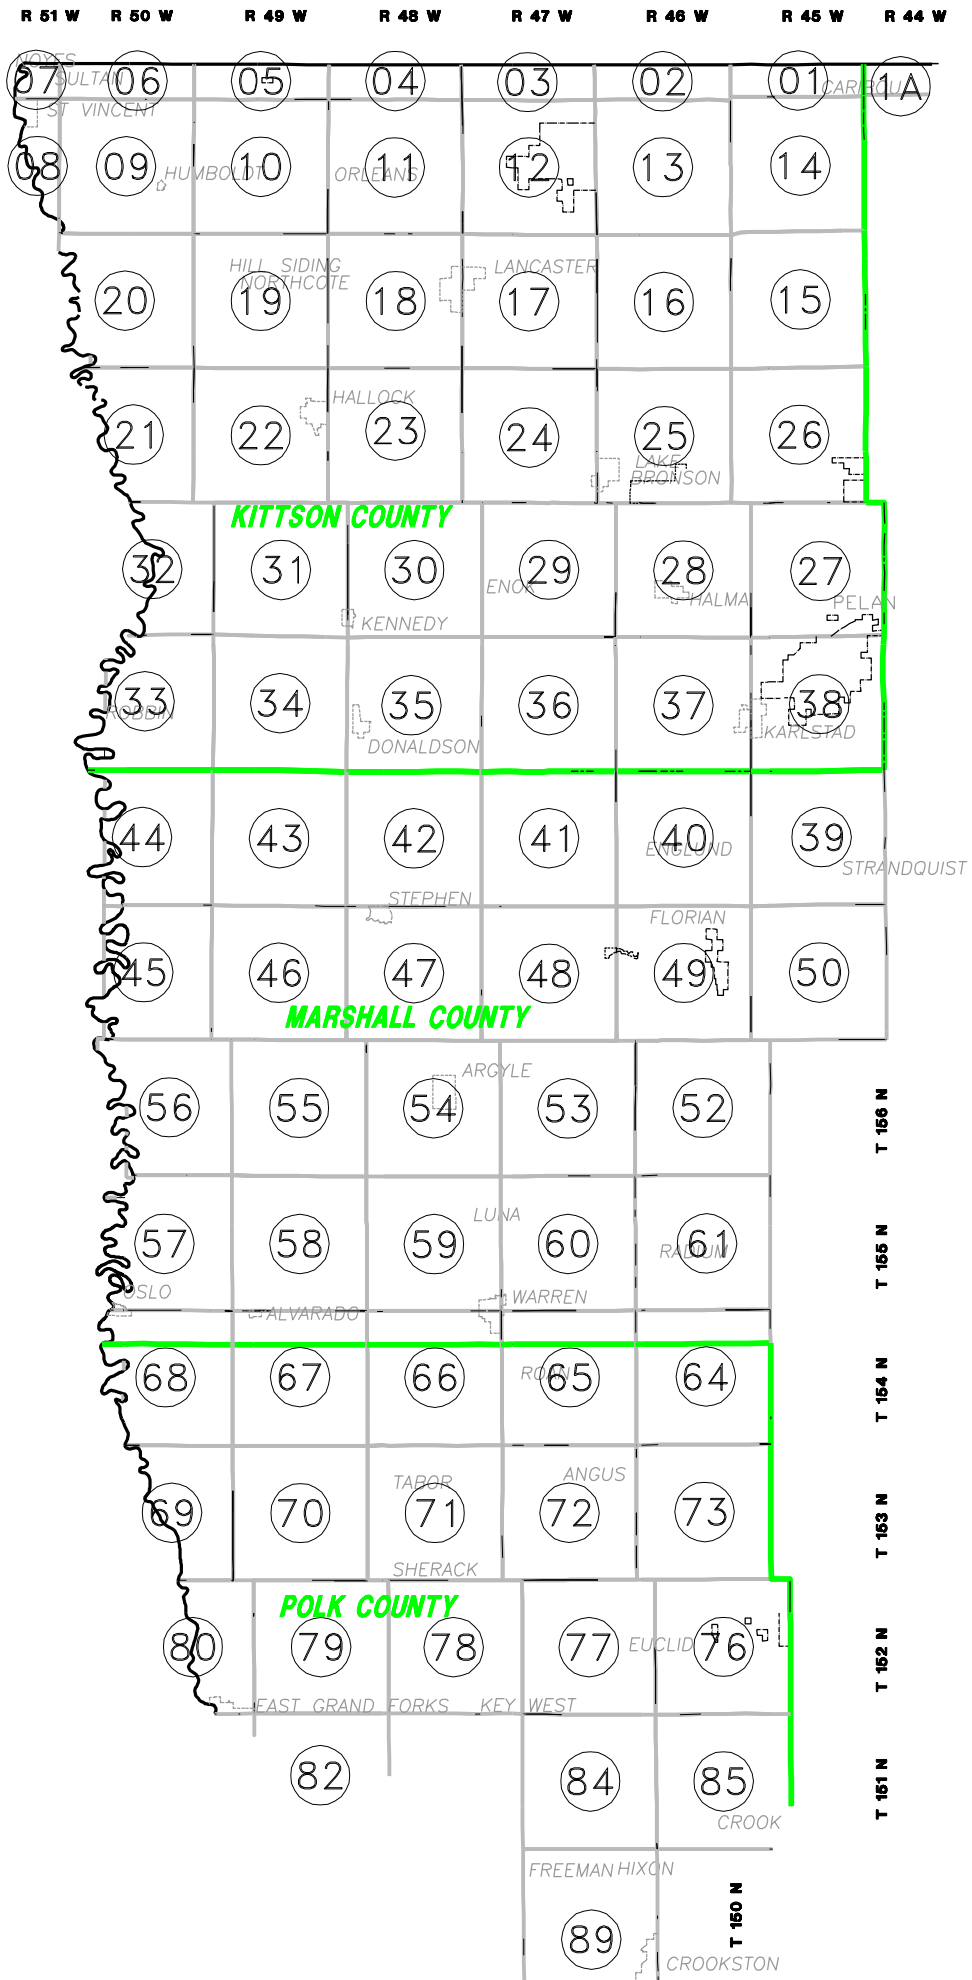 R 51 W R 50 W R 49 W R 48 W R 47 W R 46 W R 45 W R 44 W
NOYES
07 06 05 04 03 02 01 1A
SULTAN CARIBOU
ST VINCENT
08 09 10 11 12 13 14
HUMBOLDT ORLEANS
HILL SIDING LANCASTER
NORTHCOTE
20 19 18 17 16 15
HALLOCK
21 22 23 24 25 26
LAKE
BRONSON
KITTSON COUNTY
32 31 30 29 28 27
ENOK HALMA PELAN
KENNEDY
33 34 35 36 37 38
ROBBIN
DONALDSON KARLSTAD
44 43 42 41 40 39
ENGLUND
STRANDQUIST
STEPHEN
FLORIAN
45 46 47 48 49 50
MARSHALL COUNTY
ARGYLE
56 55 54 53 52 T 156 N
LUNA
57 58 59 60 61 T 155 N
RADIUM
OSLO WARREN
ALVARADO
68 67 66 65 64 T 154 N
ROAN
TABOR ANGUS
69 70 71 72 73 T 153 N
SHERACK
POLK COUNTY
80 79 78 77 76 T 152 N
EUCLID
EAST GRAND FORKS KEY WEST
82 84 85 T 151 N
CROOK
FREEMAN HIXON
T 150 N
89
CROOKSTON